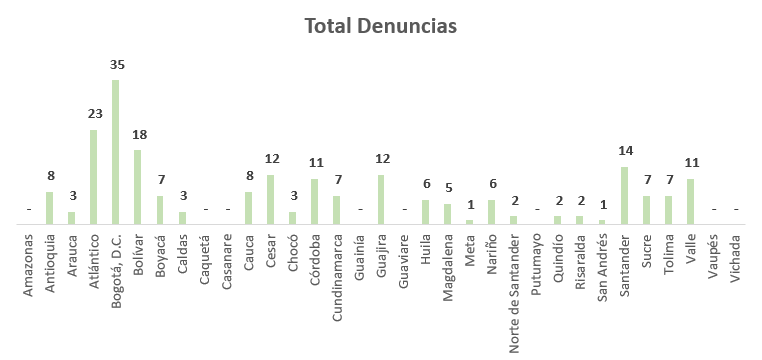 Total Denuncias
-
8
3
23
35
18
7
3
-
-
8
12
3
11
7
-
12
-
6
5
1
6
2
-
2
2
1
14
7
7
11
-
-
Amazonas
Antioquia
Arauca
Atlántico
Bogotá, D.C.
Bolívar
Boyacá
Caldas
Caquetá
Casanare
Cauca
Cesar
Chocó
Córdoba
Cundinamarca
Guainía
Guajira
Guaviare
Huila
Magdalena
Meta
Nariño
Norte de Santander
Putumayo
Quindío
Risaralda
San Andrés
Santander
Sucre
Tolima
Valle
Vaupés
Vichada